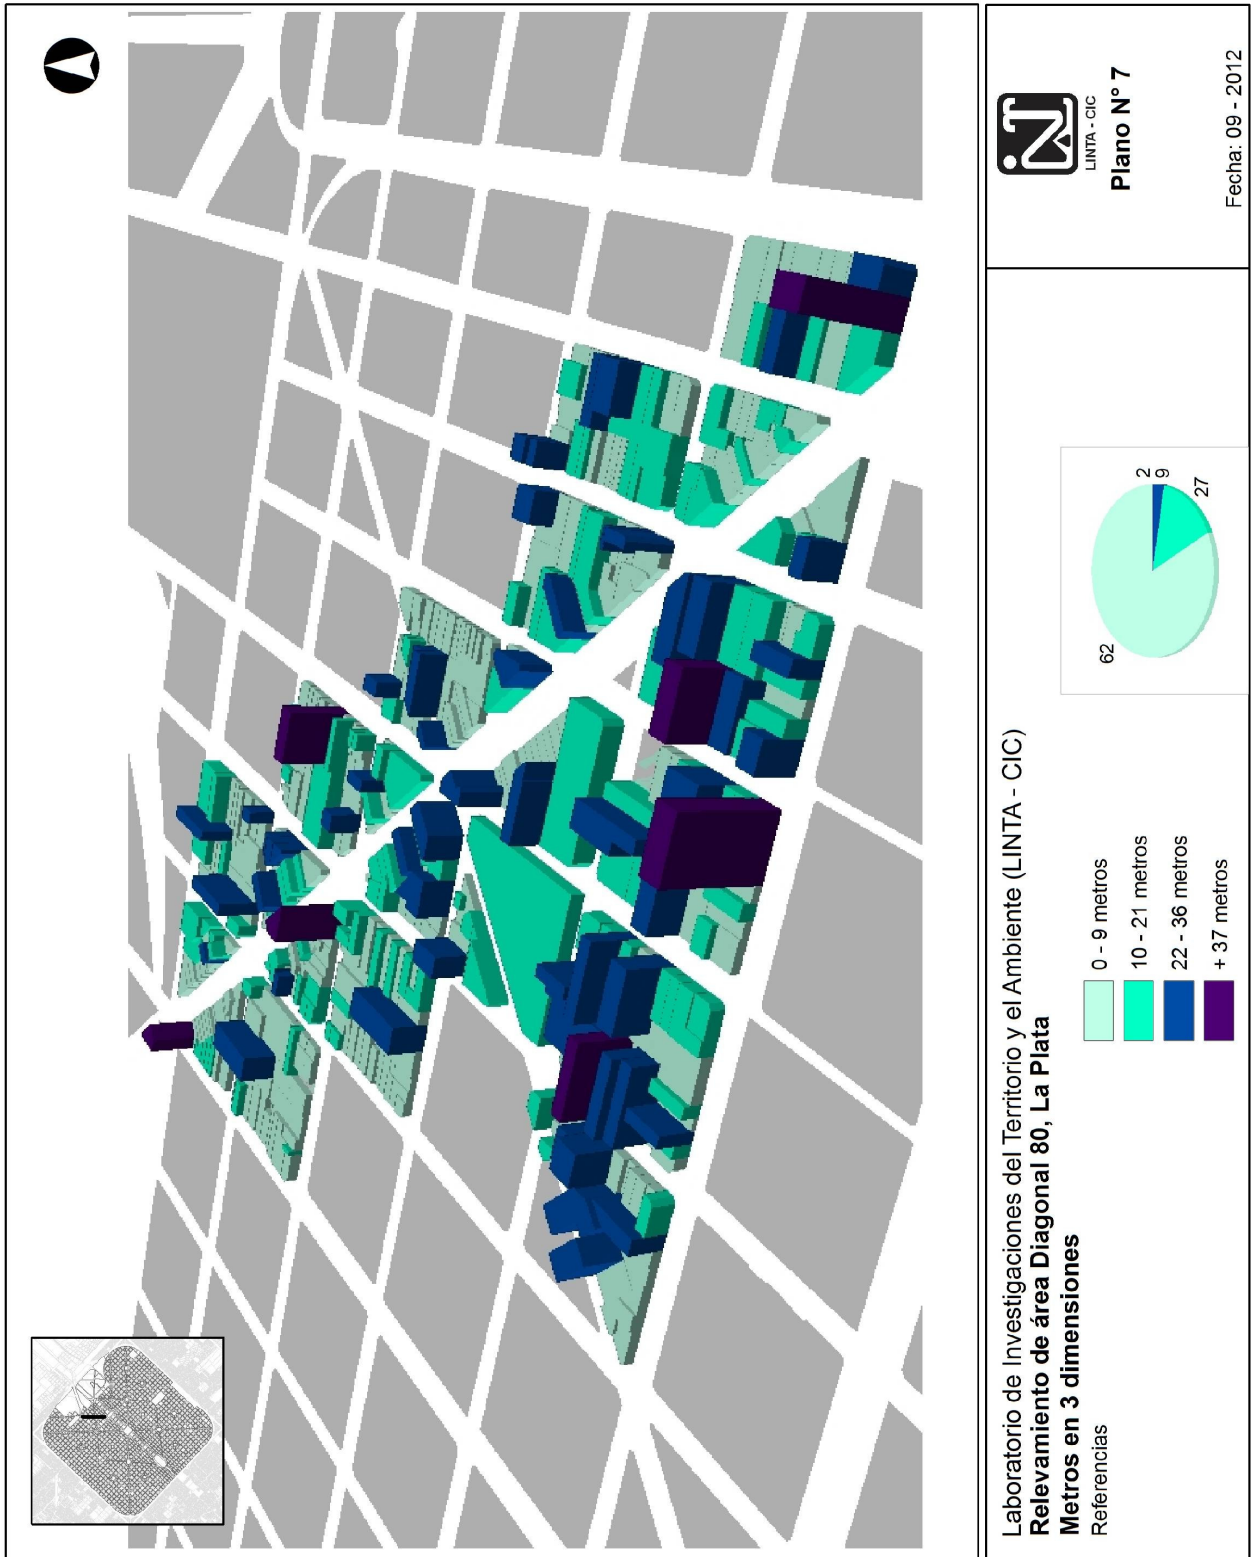 Laboratorio de Investigaciones del Territorio y el Ambiente (LINTA - CIC)
Relevamiento de área Diagonal 80, La Plata
Metros en 3 dimensiones
Referencias
0 - 9 metros
10 - 21 metros
22 - 36 metros
+ 37 metros
62
2
9
27
LINTA - CIC
Plano N° 7
Fecha: 09 - 2012